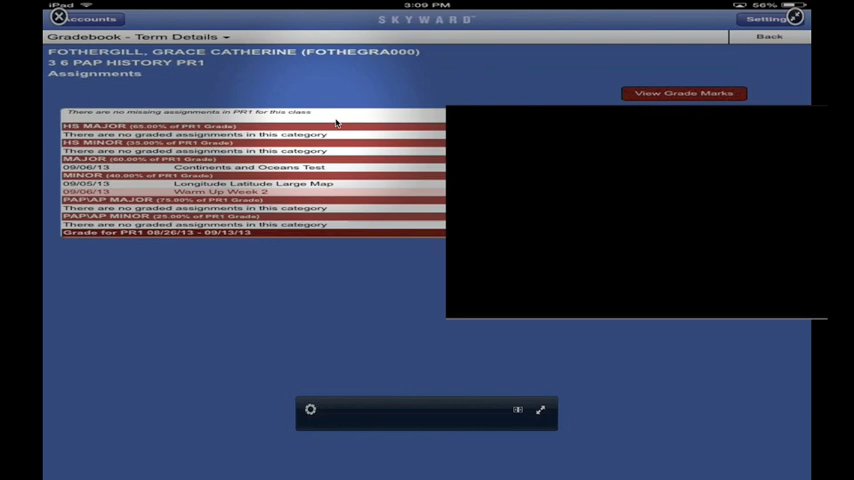 iPad 3:09 PM 56%
Accounts SKYWARD Setting
Gradebook - Term Details Back
FOTHERGILL, GRACE CATHERINE (FOTHEGRA000)
3 6 PAP HISTORY PR1
Assignments
View Grade Marks
There are no missing assignments in PR1 for this class
HS MAJOR (65.00% of PR1 Grade)
There are no graded assignments in this category
HS MINOR (35.00% of PR1 Grade)
There are no graded assignments in this category
MAJOR (60.00% of PR1 Grade)
09/06/13 Continents and Oceans Test
MINOR (40.00% of PR1 Grade)
09/05/13 Longitude Latitude Large Map
09/06/13 Warm Up Week 2
PAP\AP MAJOR (75.00% of PR1 Grade)
There are no graded assignments in this category
PAP\AP MINOR (25.00% of PR1 Grade)
There are no graded assignments in this category
Grade for PR1 08/26/13 - 09/13/13